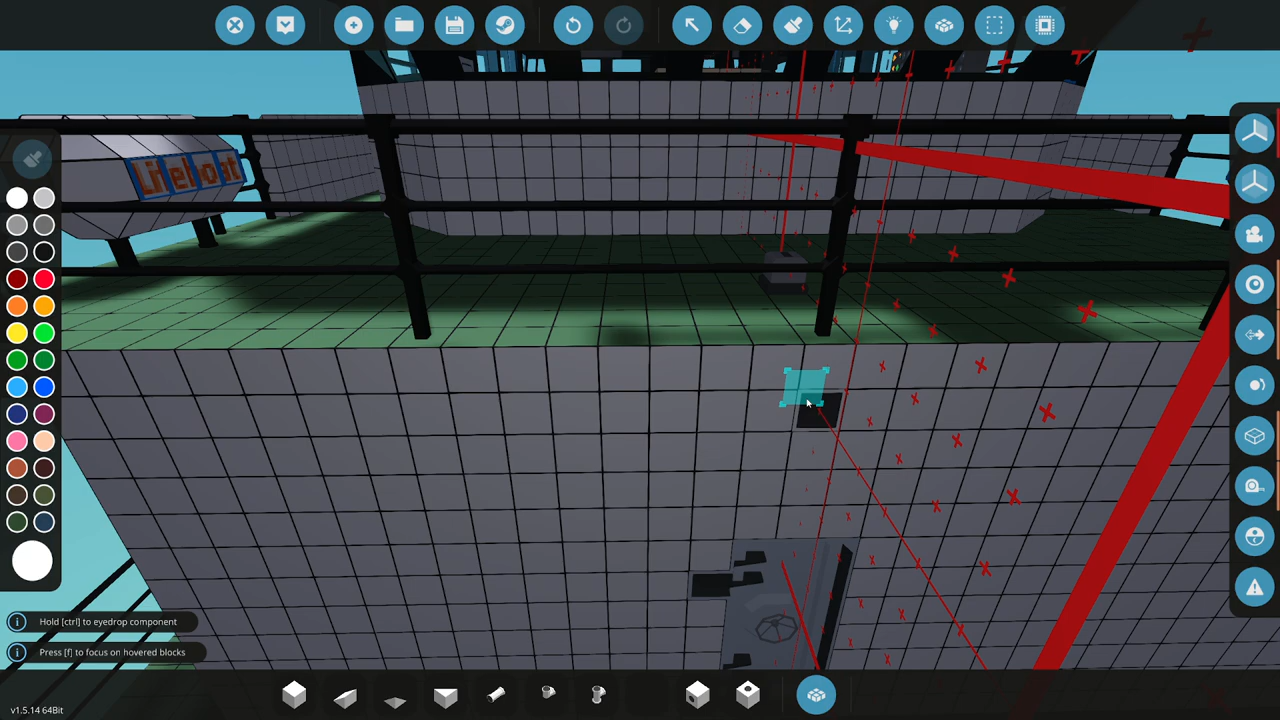 Lifeboat
Hold [ctrl] to eyedrop component
Press [f] to focus on hovered blocks
v1.5.14 64Bit